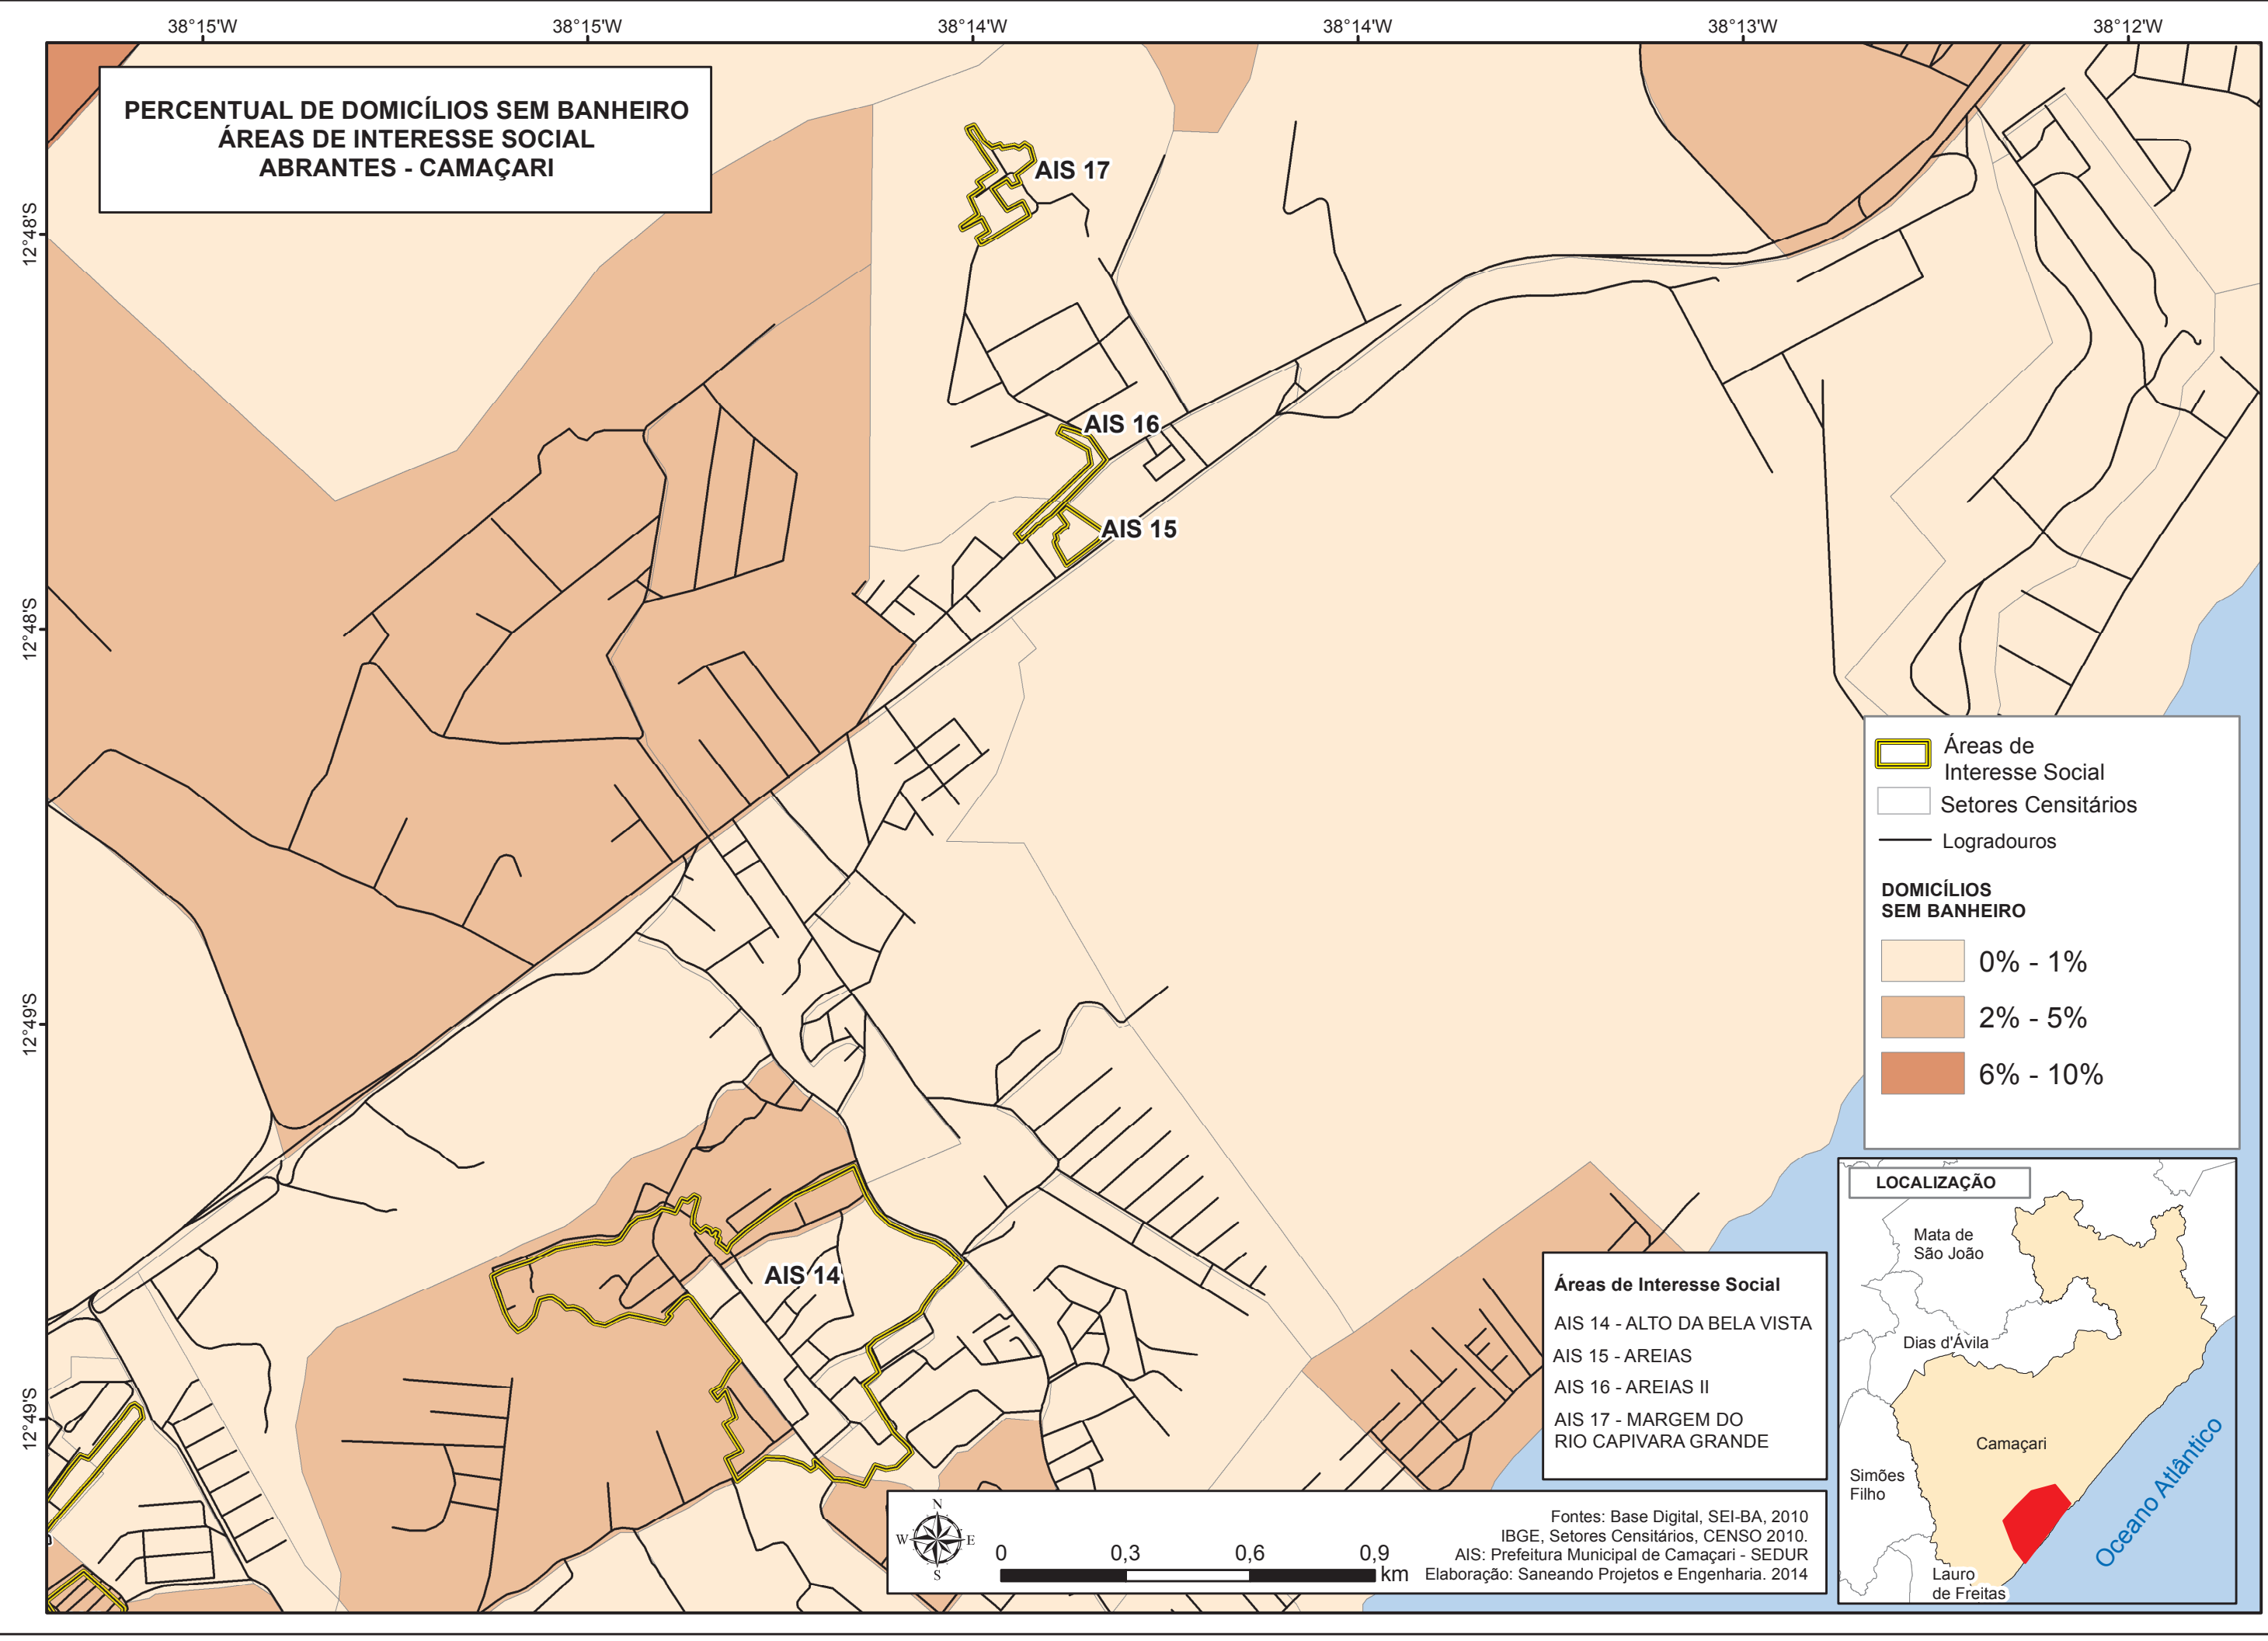 38°15'W
38°15'W
38°14'W
38°14'W
38°13'W
38°12'W
12°48'S
12°48'S
12°49'S
12°49'S
PERCENTUAL DE DOMICÍLIOS SEM BANHEIRO
ÁREAS DE INTERESSE SOCIAL
ABRANTES - CAMAÇARI
AIS 17
AIS 16
AIS 15
AIS 14
Áreas de
Interesse Social
Setores Censitários
Logradouros
DOMICÍLIOS
SEM BANHEIRO
0% - 1%
2% - 5%
6% - 10%
LOCALIZAÇÃO
Mata de
São João
Dias d'Ávila
Camaçari
Simões
Filho
Lauro
de Freitas
Oceano Atlântico
Áreas de Interesse Social
AIS 14 - ALTO DA BELA VISTA
AIS 15 - AREIAS
AIS 16 - AREIAS II
AIS 17 - MARGEM DO
RIO CAPIVARA GRANDE
N
W
E
S
0
0,3
0,6
0,9
km
Fontes: Base Digital, SEI-BA, 2010
IBGE, Setores Censitários, CENSO 2010.
AIS: Prefeitura Municipal de Camaçari - SEDUR
Elaboração: Saneando Projetos e Engenharia. 2014